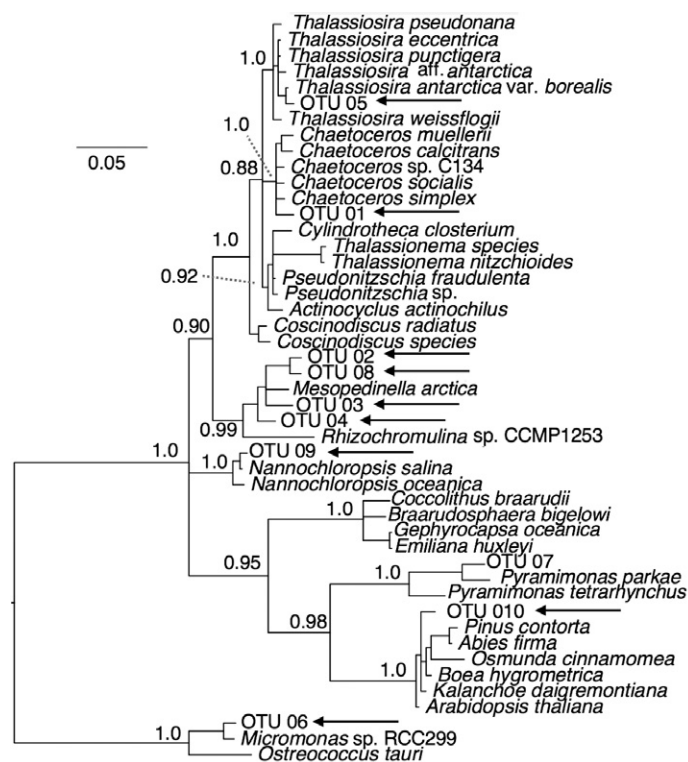 Thalassiosira pseudonana
Thalassiosira eccentrica
Thalassiosira punctigera
1.0
Thalassiosira aff. antarctica
Thalassiosira antarctica var. borealis
OTU 05
Thalassiosira weissflogii
1.0
Chaetoceros muellerii
Chaetoceros calcitrans
0.05
0.88
Chaetoceros sp. C134
Chaetoceros socialis
Chaetoceros simplex
OTU 01
Cylindrotheca closterium
1.0
Thalassionema species
Thalassionema nitzchioides
0.92
Pseudonitzschia fraudulenta
Pseudonitzschia sp.
Actinocyclus actinochilus
0.90
Coscinodiscus radiatus
Coscinodiscus species
OTU 02
OTU 08
Mesopedinella arctica
OTU 03
OTU 04
0.99
Rhizochromulina sp. CCMP1253
1.0
OTU 09
1.0
Nannochloropsis salina
Nannochloropsis oceanica
Coccolithus braarudii
1.0
Braarudosphaera bigelowi
Gephyrocapsa oceanica
Emiliana huxleyi
0.95
OTU 07
1.0
Pyramimonas parkae
Pyramimonas tetrarhynchus
OTU 010
0.98
Pinus contorta
Abies firma
Osmunda cinnamomea
1.0
Boea hygrometrica
Kalanchoe daigremontiana
Arabidopsis thaliana
OTU 06
1.0
Micromonas sp. RCC299
Ostreococcus tauri